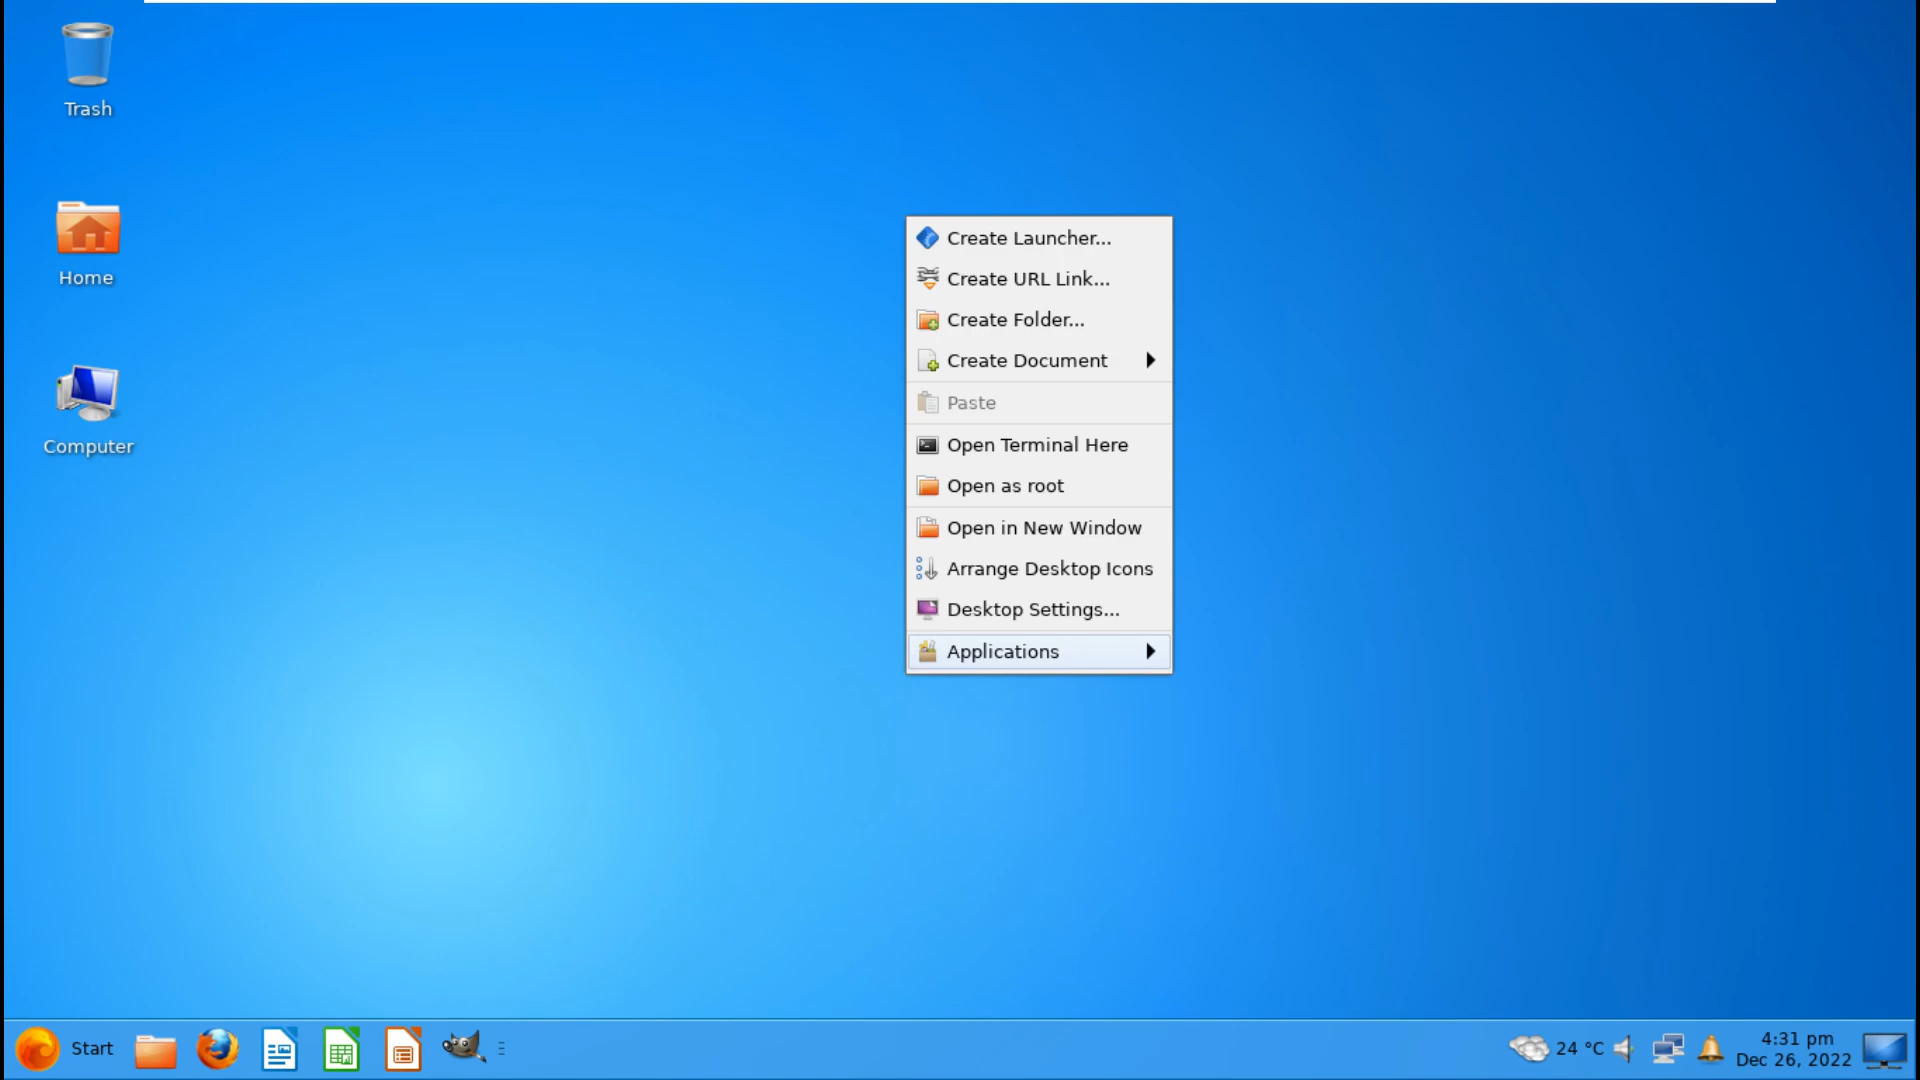 Trash
Home
Computer
Create Launcher...
Create URL Link...
Create Folder...
Create Document
Paste
Open Terminal Here
Open as root
Open in New Window
Arrange Desktop Icons
Desktop Settings...
Applications
Start
24 °C
4:31 pm
Dec 26, 2022